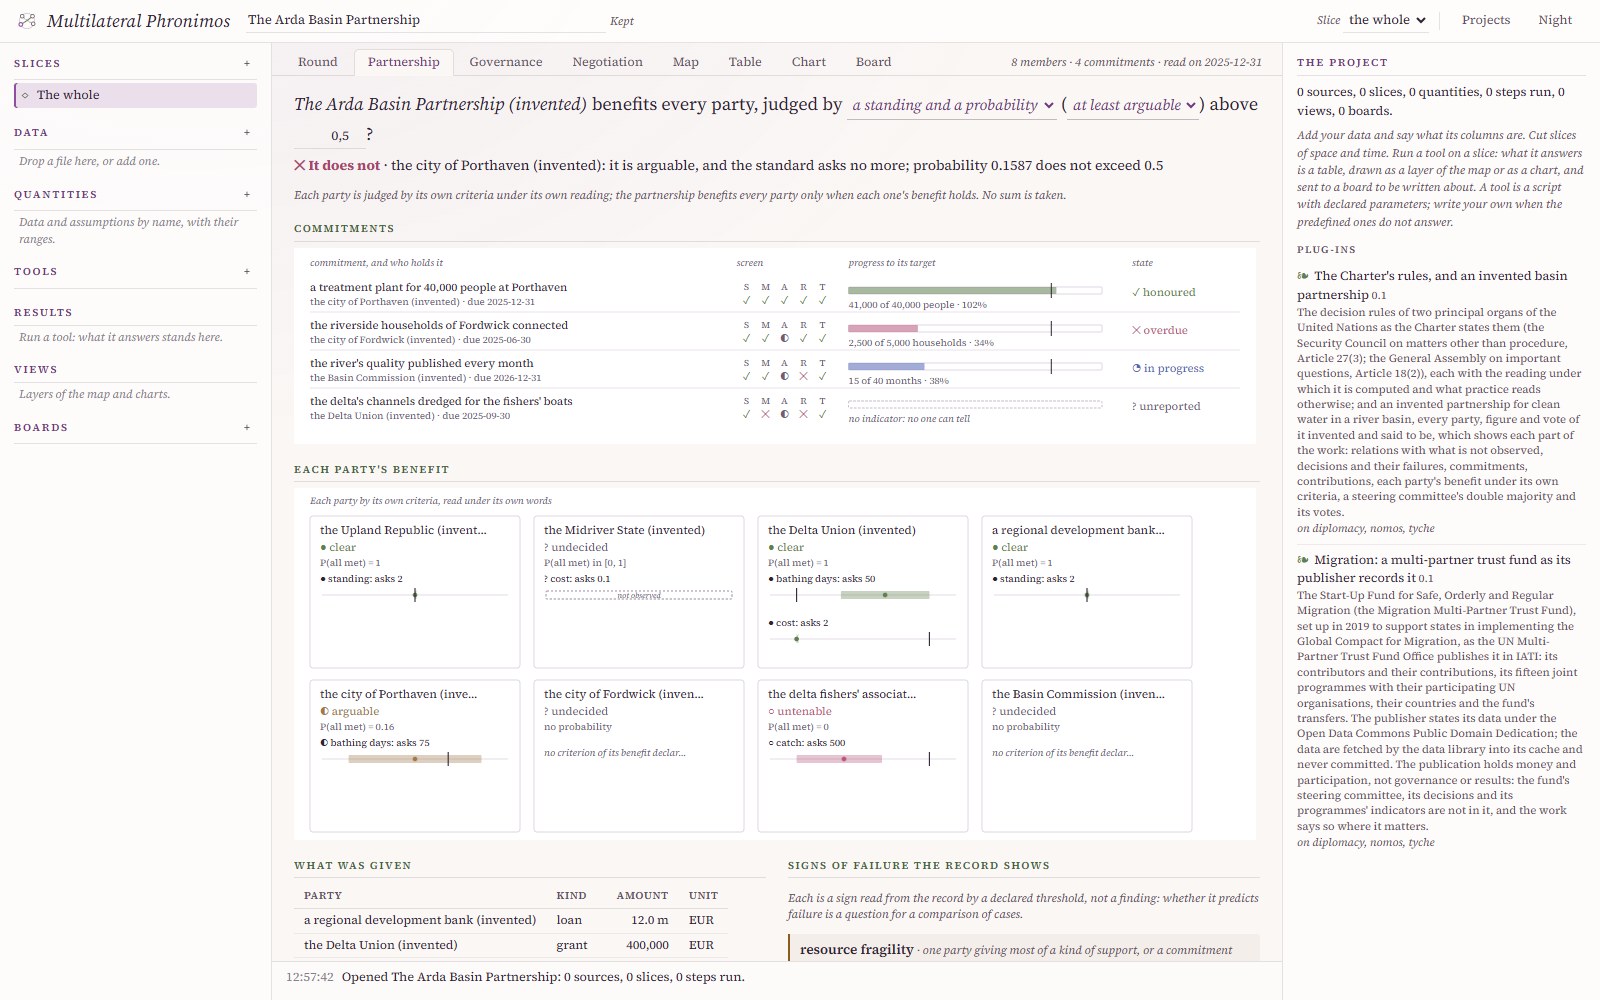 Multilateral Phronimos
The Arda Basin Partnership
Kept
Slice the whole
Projects
Night
SLICES +
The whole
DATA +
Drop a file here, or add one.
QUANTITIES +
Data and assumptions by name, with their
ranges.
TOOLS +
RESULTS
Run a tool: what it answers stands here.
VIEWS
Layers of the map and charts.
BOARDS +
Round
Partnership
Governance
Negotiation
Map
Table
Chart
Board
8 members · 4 commitments · read on 2025-12-31
The Arda Basin Partnership (invented) benefits every party, judged by a standing and a probability ( at least arguable ) above
0,5 ?
It does not · the city of Porthaven (invented): it is arguable, and the standard asks no more; probability 0.1587 does not exceed 0.5
Each party is judged by its own criteria under its own reading; the partnership benefits every party only when each one's benefit holds. No sum is taken.
COMMITMENTS
commitment, and who holds it screen progress to its target state
a treatment plant for 40,000 people at Porthaven S M A R T
the city of Porthaven (invented) · due 2025-12-31 ✓ ✓ ✓ ✓ ✓ 41,000 of 40,000 people · 102% ✓ honoured
the riverside households of Fordwick connected S M A R T
the city of Fordwick (invented) · due 2025-06-30 ✓ ✓ ◐ ✓ ✓ 2,500 of 5,000 households · 34% ✕ overdue
the river's quality published every month S M A R T
the Basin Commission (invented) · due 2026-12-31 ✓ ✓ ◐ ✕ ✓ 15 of 40 months · 38% ◔ in progress
the delta's channels dredged for the fishers' boats S M A R T
the Delta Union (invented) · due 2025-09-30 ✓ ✕ ◐ ✕ ✓ no indicator: no one can tell ? unreported
EACH PARTY'S BENEFIT
Each party by its own criteria, read under its own words
the Upland Republic (invent...
● clear
P(all met) = 1
● standing: asks 2
the Midriver State (invented)
? undecided
P(all met) in [0, 1]
? cost: asks 0.1
not observed
the Delta Union (invented)
● clear
P(all met) = 1
● bathing days: asks 50
● cost: asks 2
a regional development bank...
● clear
P(all met) = 1
● standing: asks 2
the city of Porthaven (inve...
◐ arguable
P(all met) = 0.16
◐ bathing days: asks 75
the city of Fordwick (inven...
? undecided
no probability
no criterion of its benefit declar...
the delta fishers' associat...
○ untenable
P(all met) = 0
○ catch: asks 500
the Basin Commission (inven...
? undecided
no probability
no criterion of its benefit declar...
WHAT WAS GIVEN
PARTY KIND AMOUNT UNIT
a regional development bank (invented) loan 12.0 m EUR
the Delta Union (invented) grant 400,000 EUR
SIGNS OF FAILURE THE RECORD SHOWS
Each is a sign read from the record by a declared threshold, not a finding: whether it predicts
failure is a question for a comparison of cases.
resource fragility · one party giving most of a kind of support, or a commitment
12:57:42 Opened The Arda Basin Partnership: 0 sources, 0 slices, 0 steps run.
THE PROJECT
0 sources, 0 slices, 0 quantities, 0 steps run, 0
views, 0 boards.
Add your data and say what its columns are. Cut slices
of space and time. Run a tool on a slice: what it answers
is a table, drawn as a layer of the map or as a chart, and
sent to a board to be written about. A tool is a script
with declared parameters; write your own when the
predefined ones do not answer.
PLUG-INS
The Charter's rules, and an invented basin
partnership 0.1
The decision rules of two principal organs of the
United Nations as the Charter states them (the
Security Council on matters other than procedure,
Article 27(3); the General Assembly on important
questions, Article 18(2)), each with the reading under
which it is computed and what practice reads
otherwise; and an invented partnership for clean
water in a river basin, every party, figure and vote of
it invented and said to be, which shows each part of
the work: relations with what is not observed,
decisions and their failures, commitments,
contributions, each party's benefit under its own
criteria, a steering committee's double majority and
its votes.
on diplomacy, nomos, tyche
Migration: a multi-partner trust fund as its
publisher records it 0.1
The Start-Up Fund for Safe, Orderly and Regular
Migration (the Migration Multi-Partner Trust Fund),
set up in 2019 to support states in implementing the
Global Compact for Migration, as the UN Multi-
Partner Trust Fund Office publishes it in IATI: its
contributors and their contributions, its fifteen joint
programmes with their participating UN
organisations, their countries and the fund's
transfers. The publisher states its data under the
Open Data Commons Public Domain Dedication; the
data are fetched by the data library into its cache and
never committed. The publication holds money and
participation, not governance or results: the fund's
steering committee, its decisions and its
programmes' indicators are not in it, and the work
says so where it matters.
on diplomacy, nomos, tyche